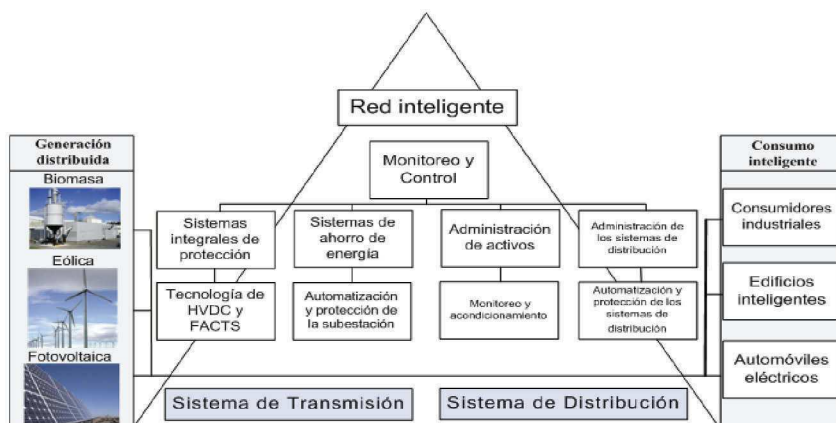 Red inteligente
Generación
distribuida
Biomasa
Eólica
Fotovoltaica
Monitoreo y
Control
Sistemas
integrales de
protección
Sistemas de
ahorro de
energía
Administración
de activos
Administración de
los sistemas de
distribución
Tecnología de
HVDC y
FACTS
Automatización
y protección de
la subestación
Monitoreo y
acondicionamiento
Automatización y
protección de los
sistemas de
distribución
Consumo
inteligente
Consumidores
industriales
Edificios
inteligentes
Automóviles
eléctricos
Sistema de Transmisión
Sistema de Distribución